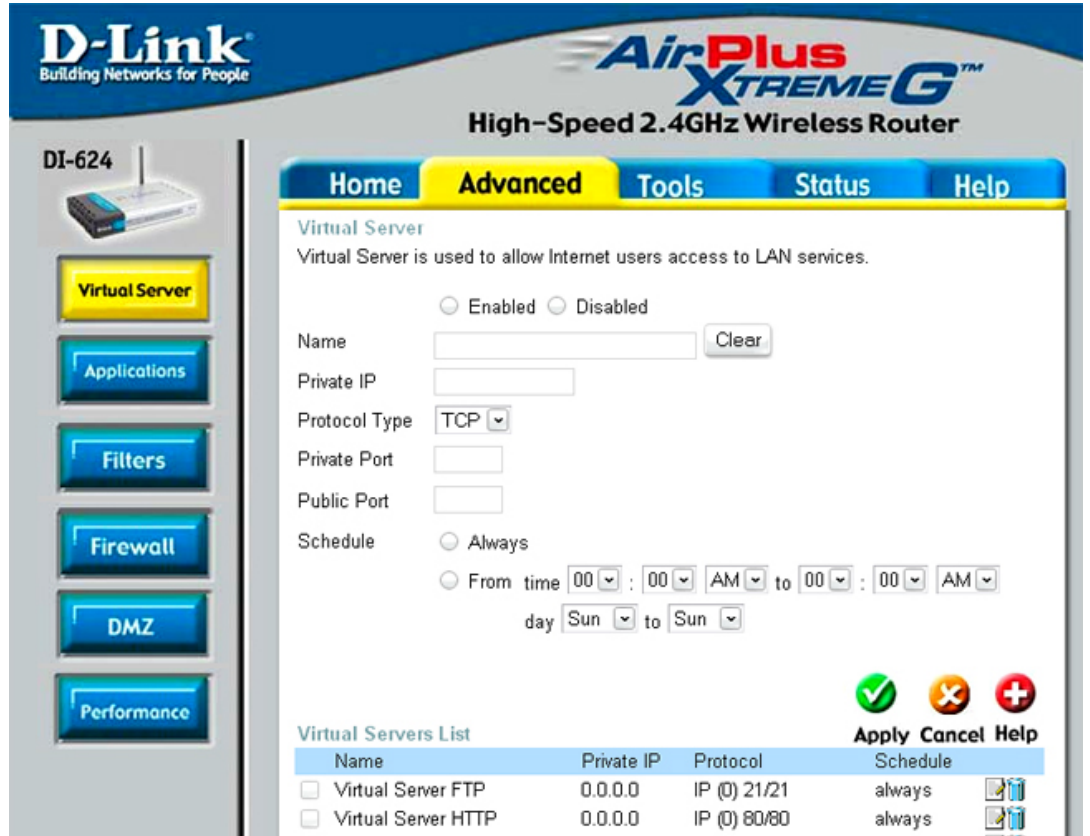 D-Link
Building Networks for People
AirPlus
XTREME G™
High-Speed 2.4GHz Wireless Router
DI-624
Home Advanced Tools Status Help
Virtual Server
Applications
Filters
Firewall
DMZ
Performance
Virtual Server
Virtual Server is used to allow Internet users access to LAN services.
Enabled Disabled
Name Clear
Private IP
Protocol Type TCP
Private Port
Public Port
Schedule Always
From time 00 : 00 AM to 00 : 00 AM
day Sun to Sun
Apply Cancel Help
Virtual Servers List
Name Private IP Protocol Schedule
Virtual Server FTP 0.0.0.0 IP (0) 21/21 always
Virtual Server HTTP 0.0.0.0 IP (0) 80/80 always